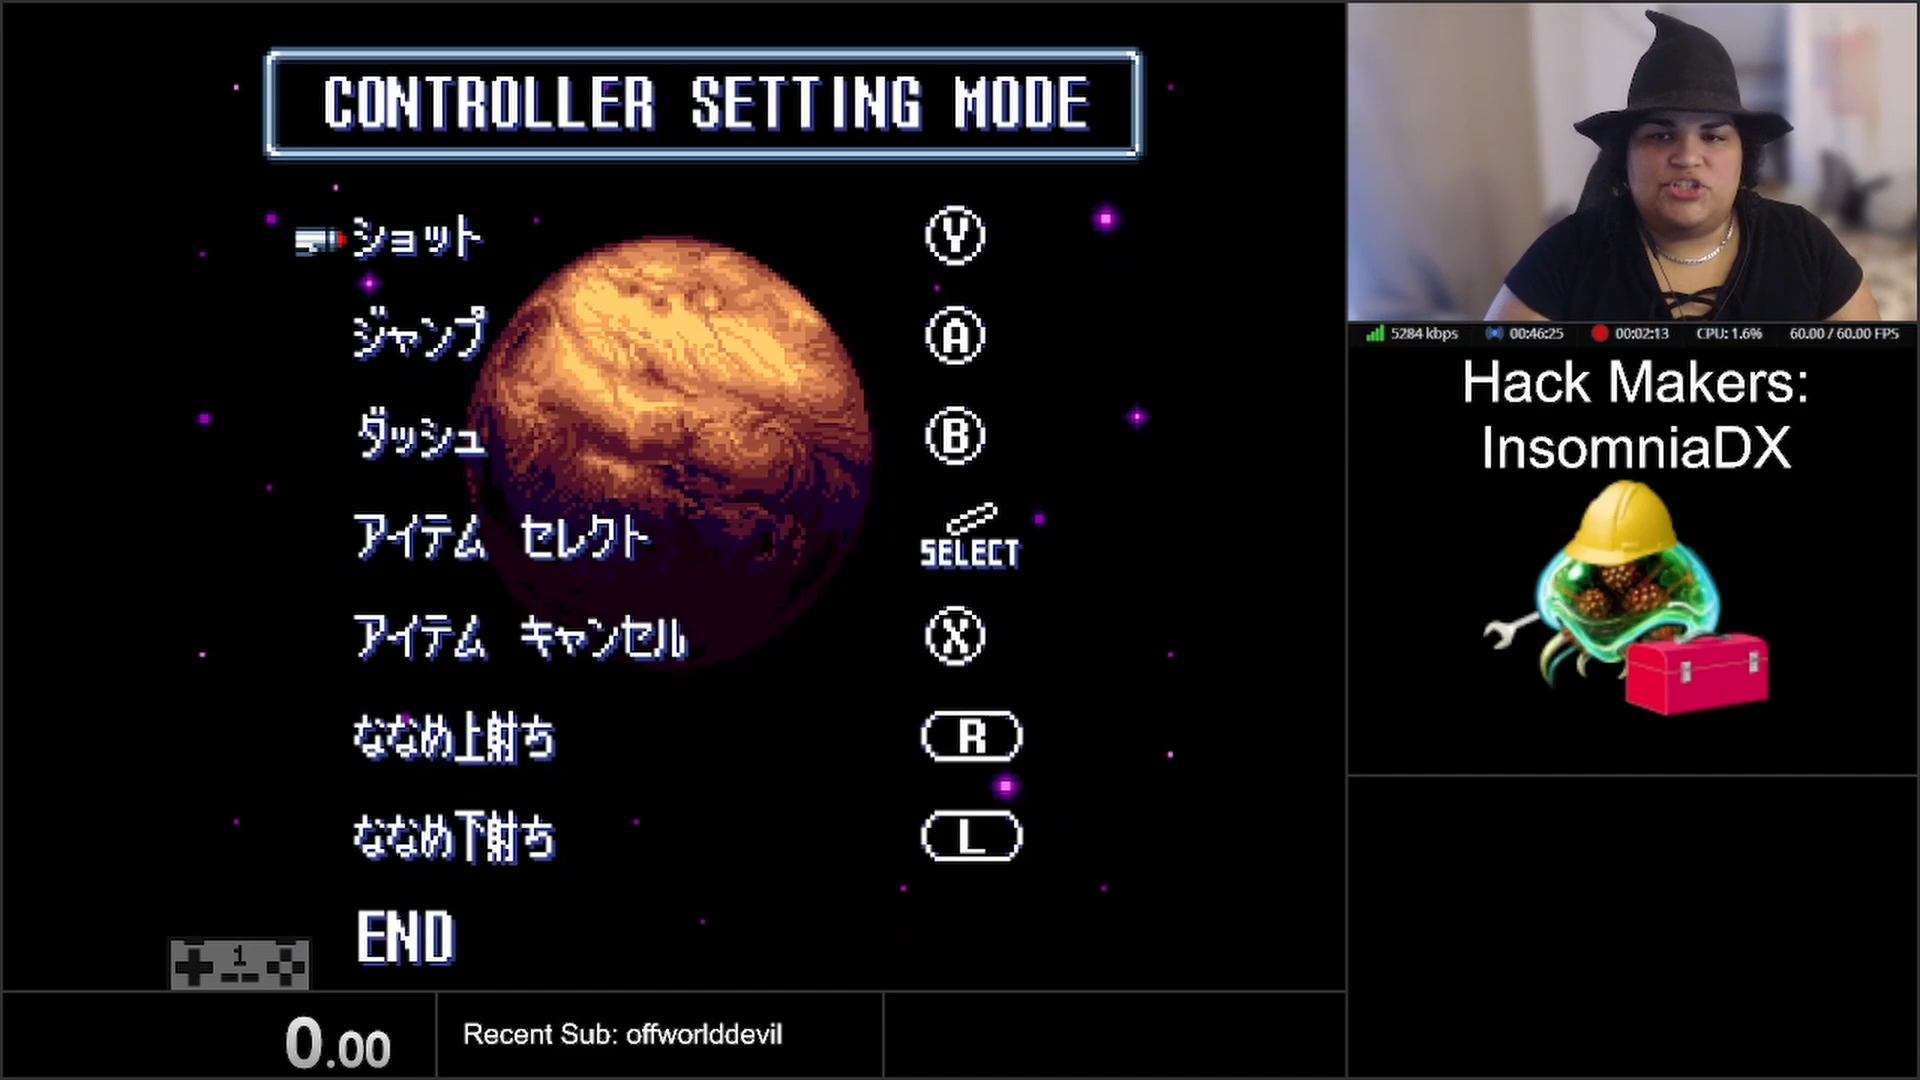 CONTROLLER SETTING MODE
ショット Y
ジャンプ A
ダッシュ B
アイテム セレクト SELECT
アイテム キャンセル X
ななめ上射ち R
ななめ下射ち L
END
1
5284 kbps 00:46:25 00:02:13 CPU: 1.6% 60.00 / 60.00 FPS
Hack Makers:
InsomniaDX
0.00
Recent Sub: offworlddevil